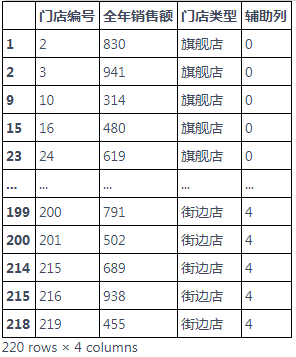 门店编号 全年销售额 门店类型 辅助列
1 2 830 旗舰店 0
2 3 941 旗舰店 0
9 10 314 旗舰店 0
15 16 480 旗舰店 0
23 24 619 旗舰店 0
... ... ... ... ...
199 200 791 街边店 4
200 201 502 街边店 4
214 215 689 街边店 4
215 216 938 街边店 4
218 219 455 街边店 4
220 rows × 4 columns